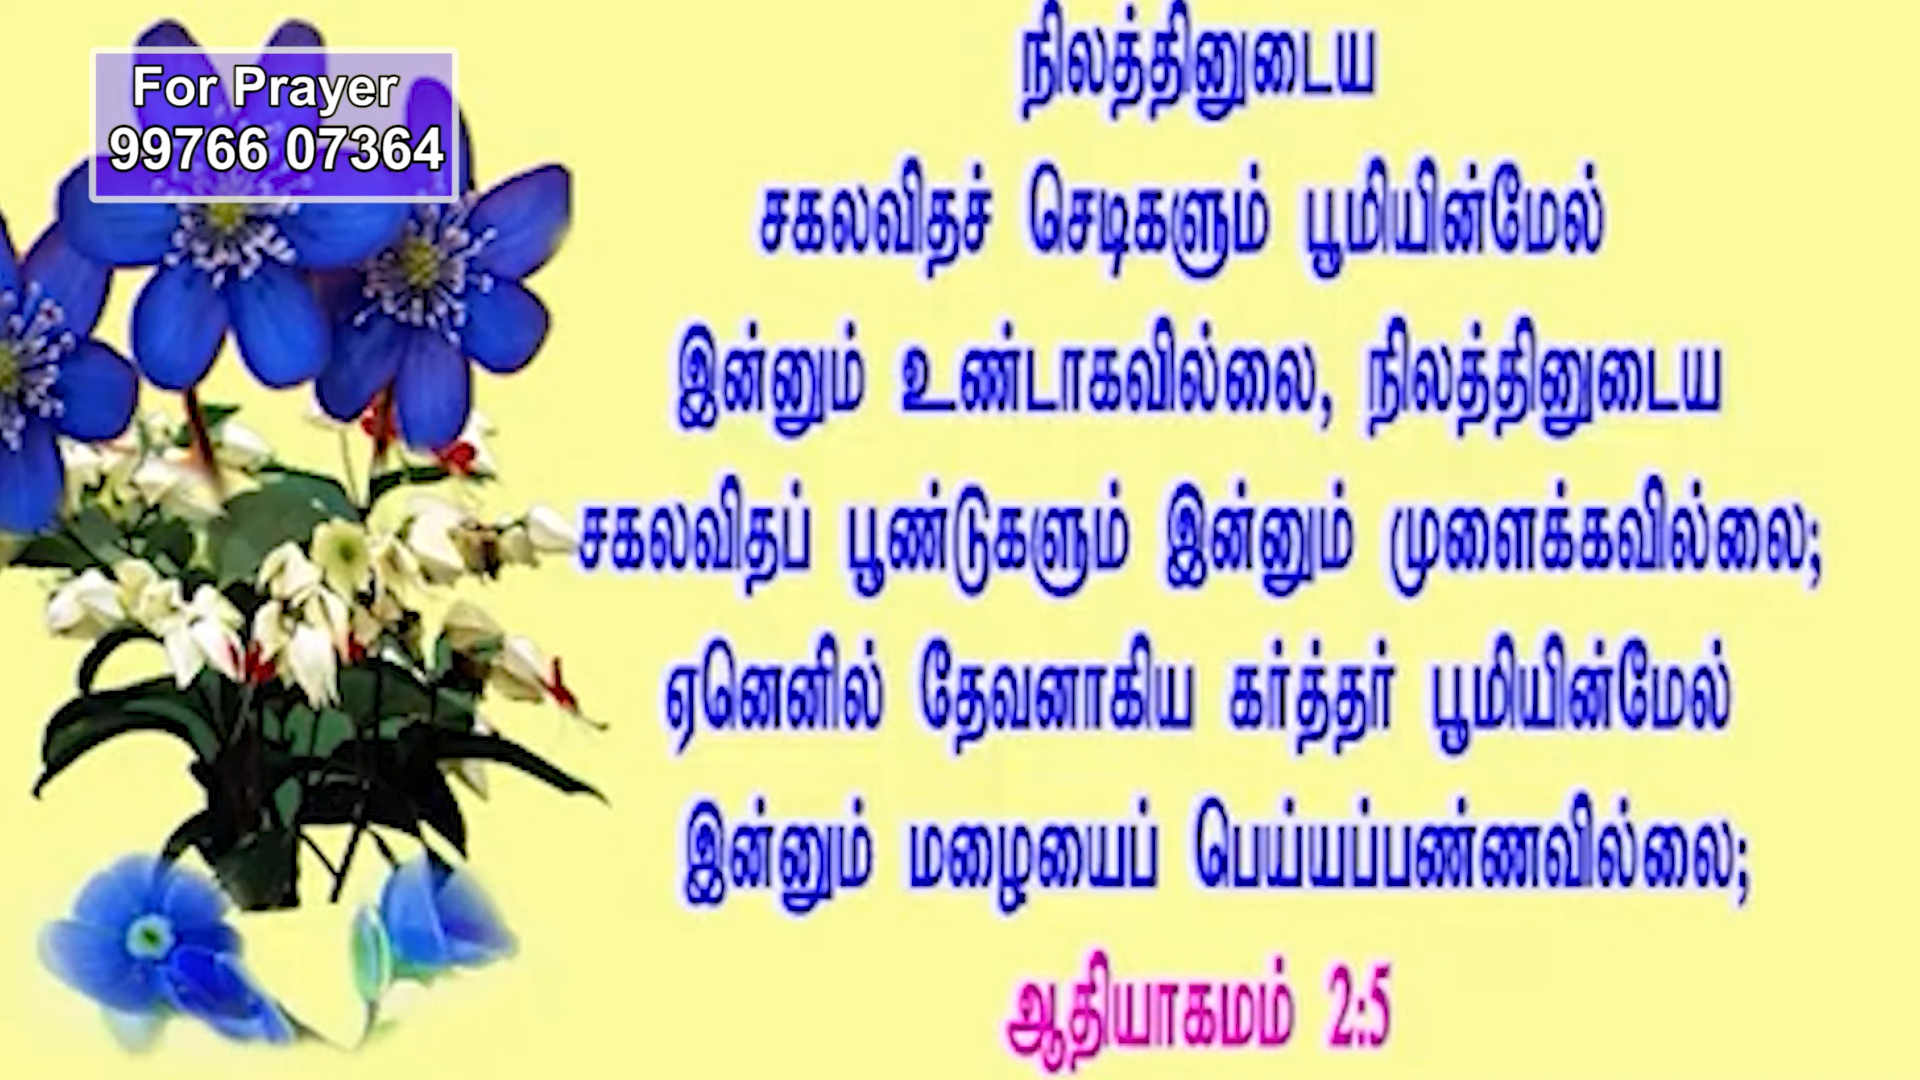 For Prayer
99766 07364
நிலத்தினுடைய
சகலவிதச் செடிகளும் பூமியின்மேல்
இன்னும் உண்டாகவில்லை, நிலத்தினுடைய
சகலவிதப் பூண்டுகளும் இன்னும் முளைக்கவில்லை;
ஏனெனில் தேவனாகிய கர்த்தர் பூமியின்மேல்
இன்னும் மழையைப் பெய்யப்பண்ணவில்லை;
ஆதியாகமம் 2:5